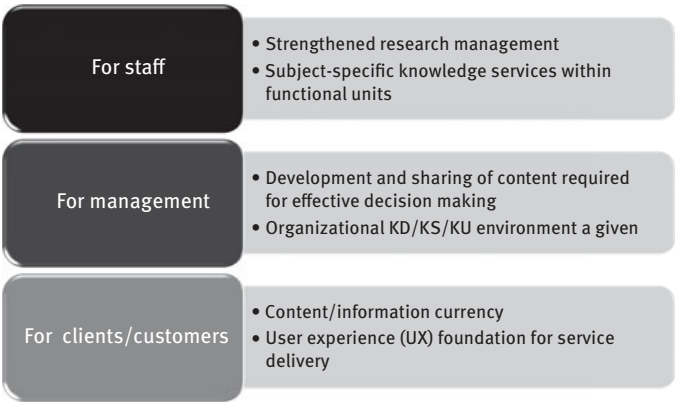 For staff
• Strengthened research management
• Subject-specific knowledge services within
functional units
For management
• Development and sharing of content required
for effective decision making
• Organizational KD/KS/KU environment a given
For clients/customers
• Content/information currency
• User experience (UX) foundation for service
delivery